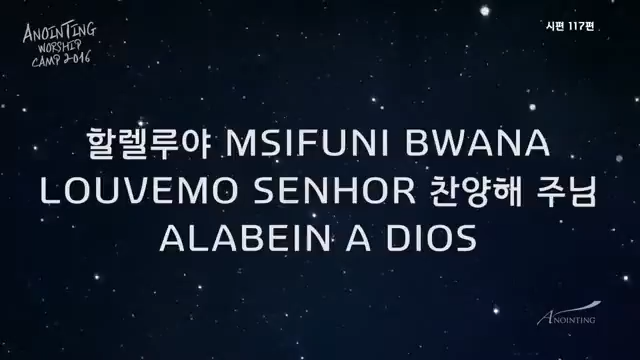 ANOINTING
WORSHIP
CAMP 2016
시편 117편
할렐루야 MSIFUNI BWANA
LOUVEMO SENHOR 찬양해 주님
ALABEIN A DIOS
ANOINTING